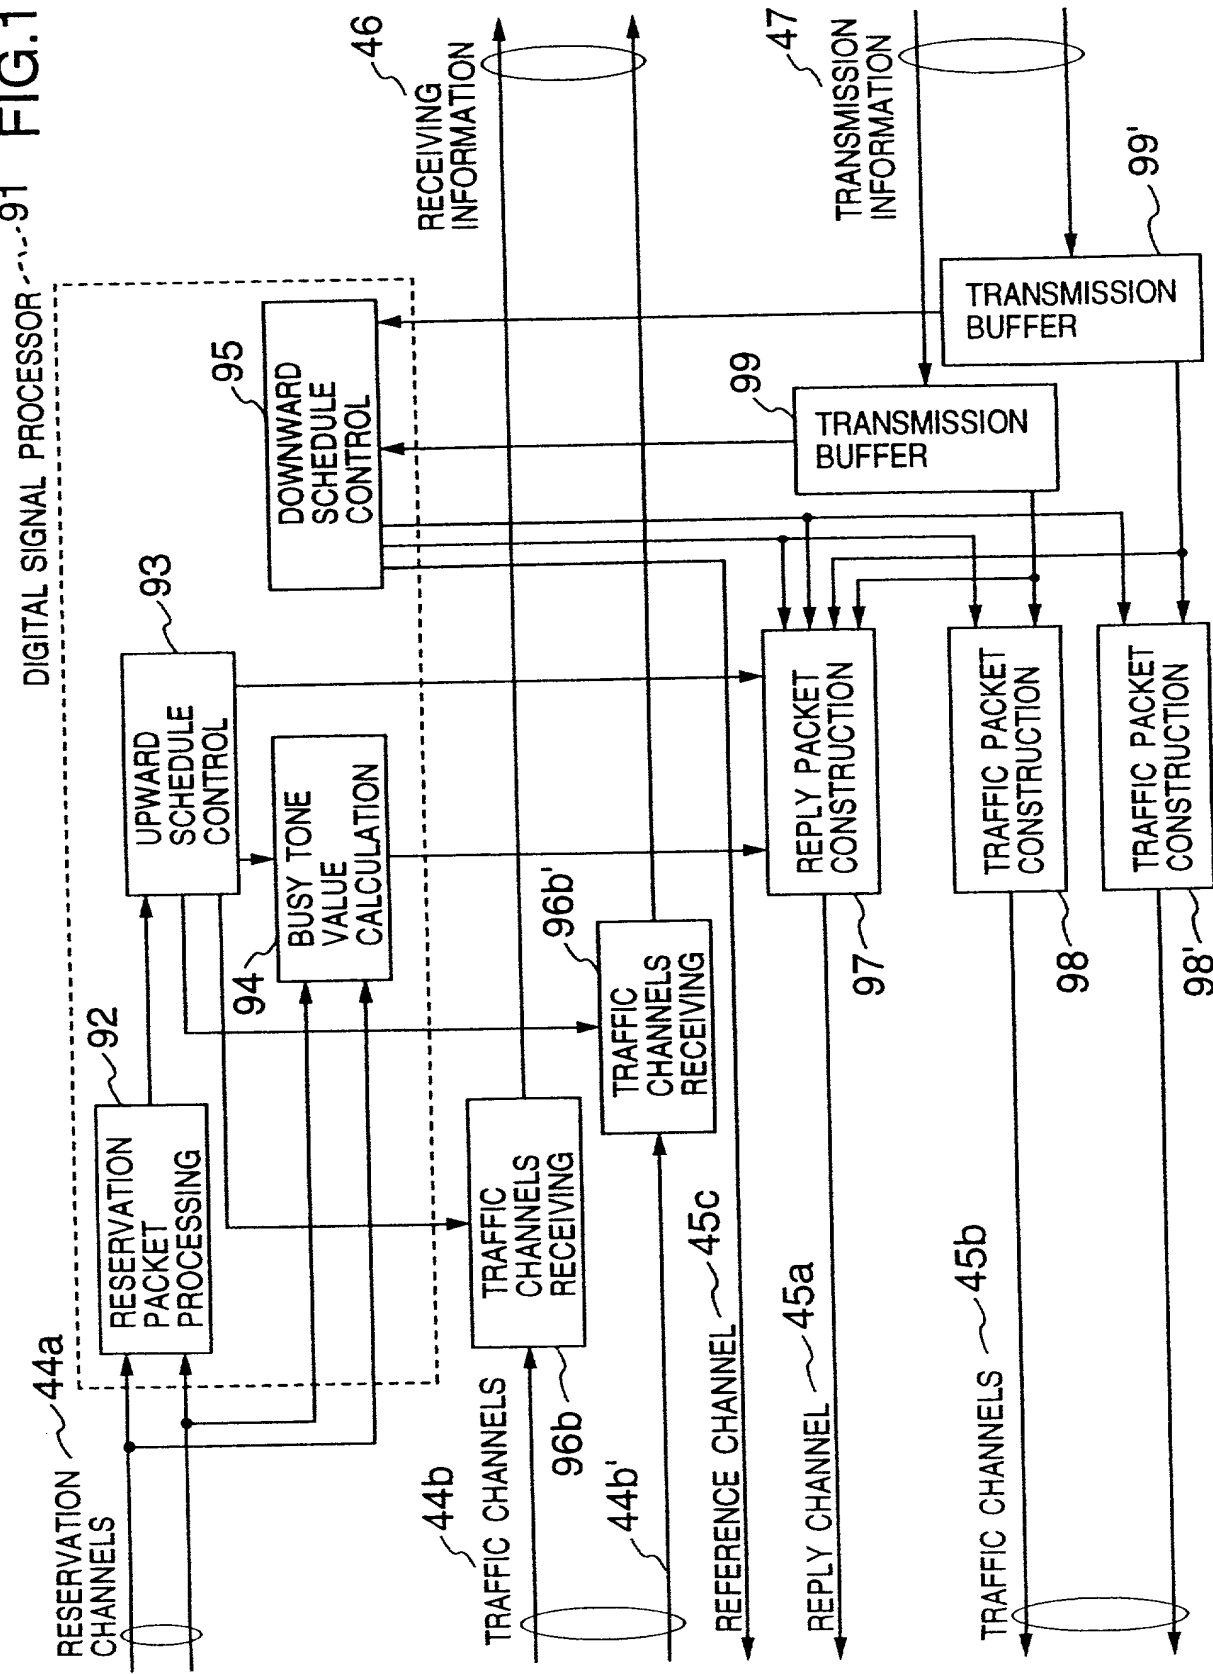 FIG.1
DIGITAL SIGNAL PROCESSOR
91
RESERVATION
CHANNELS
44a
RESERVATION
PACKET
PROCESSING
92
UPWARD
SCHEDULE
CONTROL
93
BUSY TONE
VALUE
CALCULATION
94
DOWNWARD
SCHEDULE
CONTROL
95
RECEIVING
INFORMATION
46
44b
TRAFFIC CHANNELS
44b'
TRAFFIC
CHANNELS
RECEIVING
96b
TRAFFIC
CHANNELS
RECEIVING
96b'
TRANSMISSION
INFORMATION
47
TRANSMISSION
BUFFER
99
TRANSMISSION
BUFFER
99'
REFERENCE CHANNEL
45c
REPLY CHANNEL
45a
REPLY PACKET
CONSTRUCTION
97
TRAFFIC CHANNELS
45b
TRAFFIC PACKET
CONSTRUCTION
98
TRAFFIC PACKET
CONSTRUCTION
98'